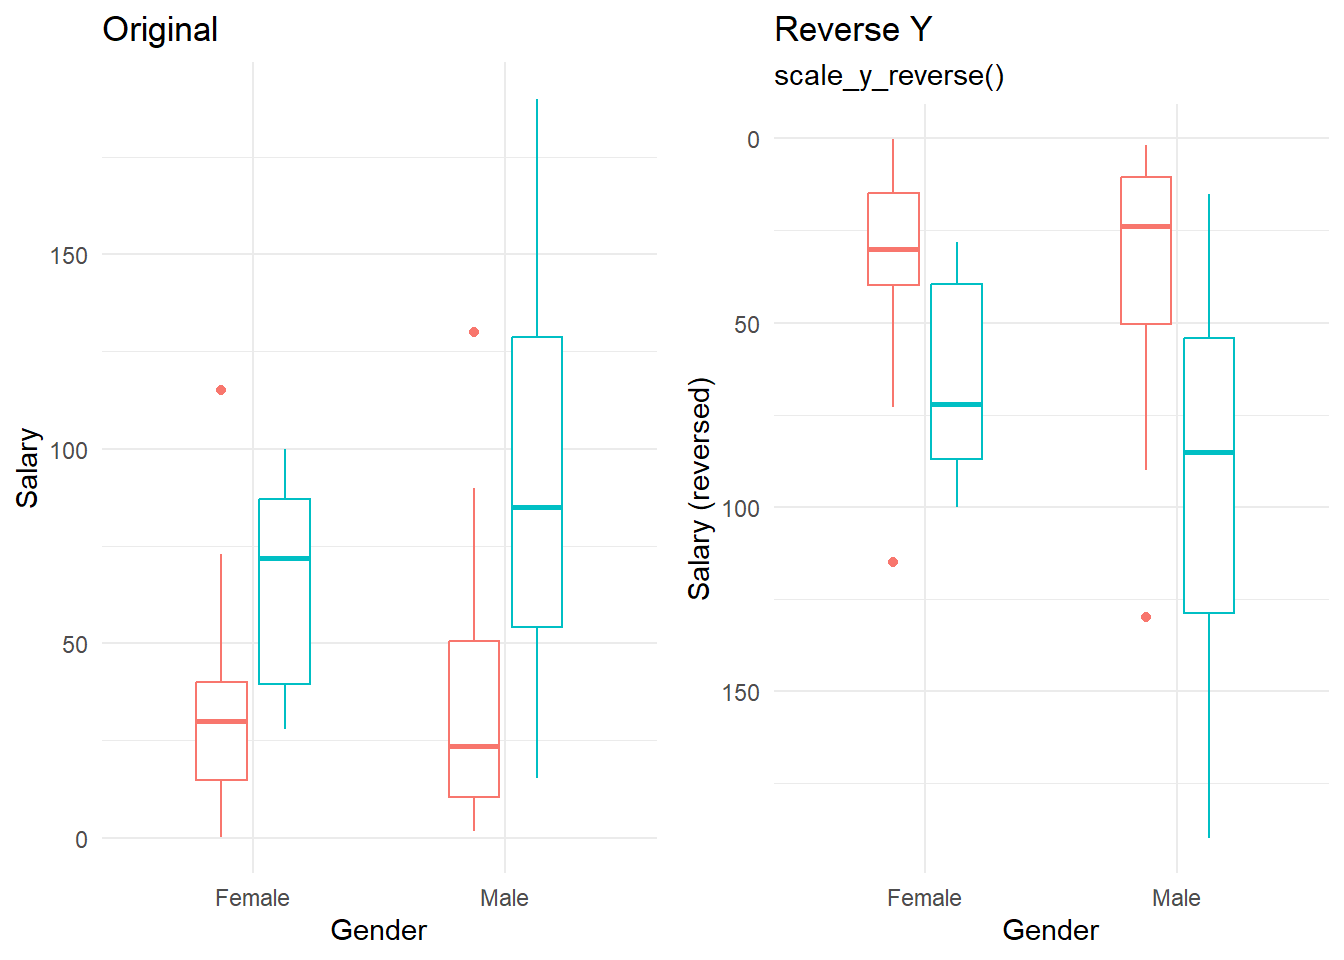 Original
Salary
150
100
50
0
Female
Male
Gender
Reverse Y
scale_y_reverse()
Salary (reversed)
0
50
100
150
Female
Male
Gender